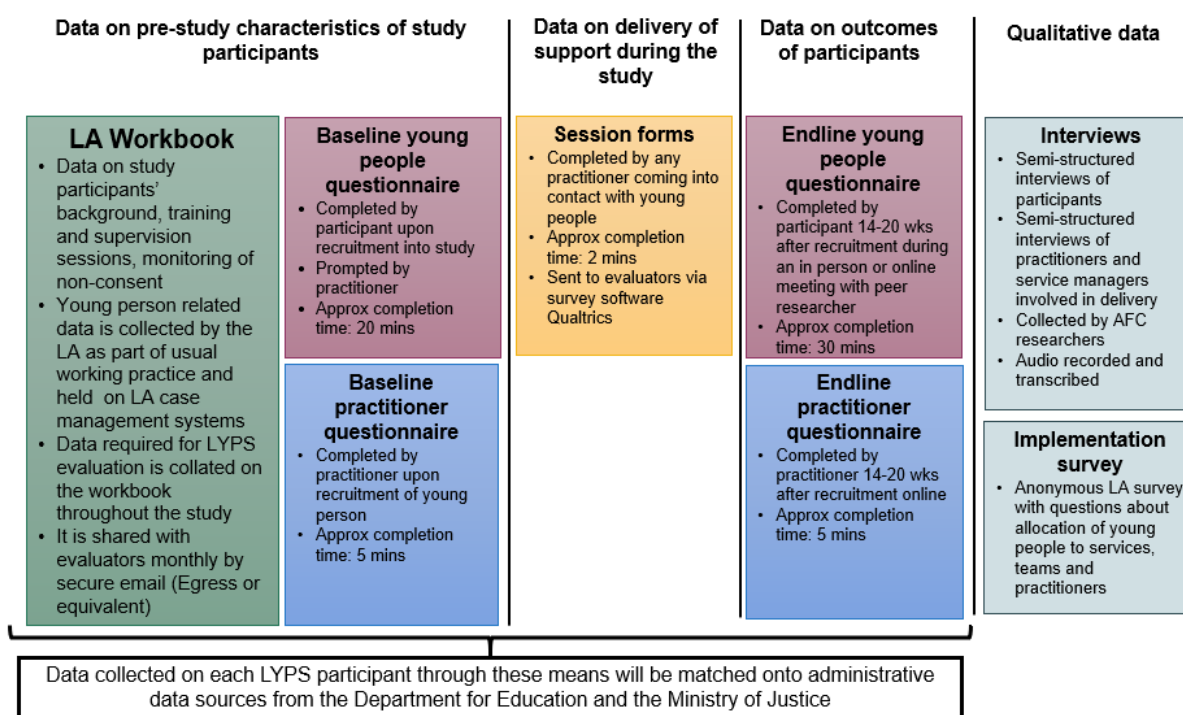 Data on pre-study characteristics of study
participants
LA Workbook
• Data on study
participants'
background, training
and supervision
sessions, monitoring of
non-consent
• Young person related
data is collected by the
LA as part of usual
working practice and
held  on LA case
management systems
• Data required for LYPS
evaluation is collated on
the workbook
throughout the study
• It is shared with
evaluators monthly by
secure email (Egress or
equivalent)
Baseline young
people
questionnaire
• Completed by
participant upon
recruitment into study
• Prompted by
practitioner
• Approx completion
time: 20 mins
Baseline
practitioner
questionnaire
• Completed by
practitioner upon
recruitment of young
person
• Approx completion
time: 5 mins
Data on delivery of
support during the
study
Session forms
• Completed by any
practitioner coming into
contact with young
people
• Approx completion
time: 2 mins
• Sent to evaluators via
survey software
Qualtrics
Data on outcomes
of participants
Endline young
people
questionnaire
• Completed by
participant 14-20 wks
after recruitment during
an in person or online
meeting with peer
researcher
• Approx completion
time: 30 mins
Endline
practitioner
questionnaire
• Completed by
practitioner 14-20 wks
after recruitment online
• Approx completion
time: 5 mins
Qualitative data
Interviews
• Semi-structured
interviews of
participants
• Semi-structured
interviews of
practitioners and
service managers
involved in delivery
• Collected by AFC
researchers
• Audio recorded and
transcribed
Implementation
survey
• Anonymous LA survey
with questions about
allocation of young
people to services,
teams and
practitioners
Data collected on each LYPS participant through these means will be matched onto administrative
data sources from the Department for Education and the Ministry of Justice